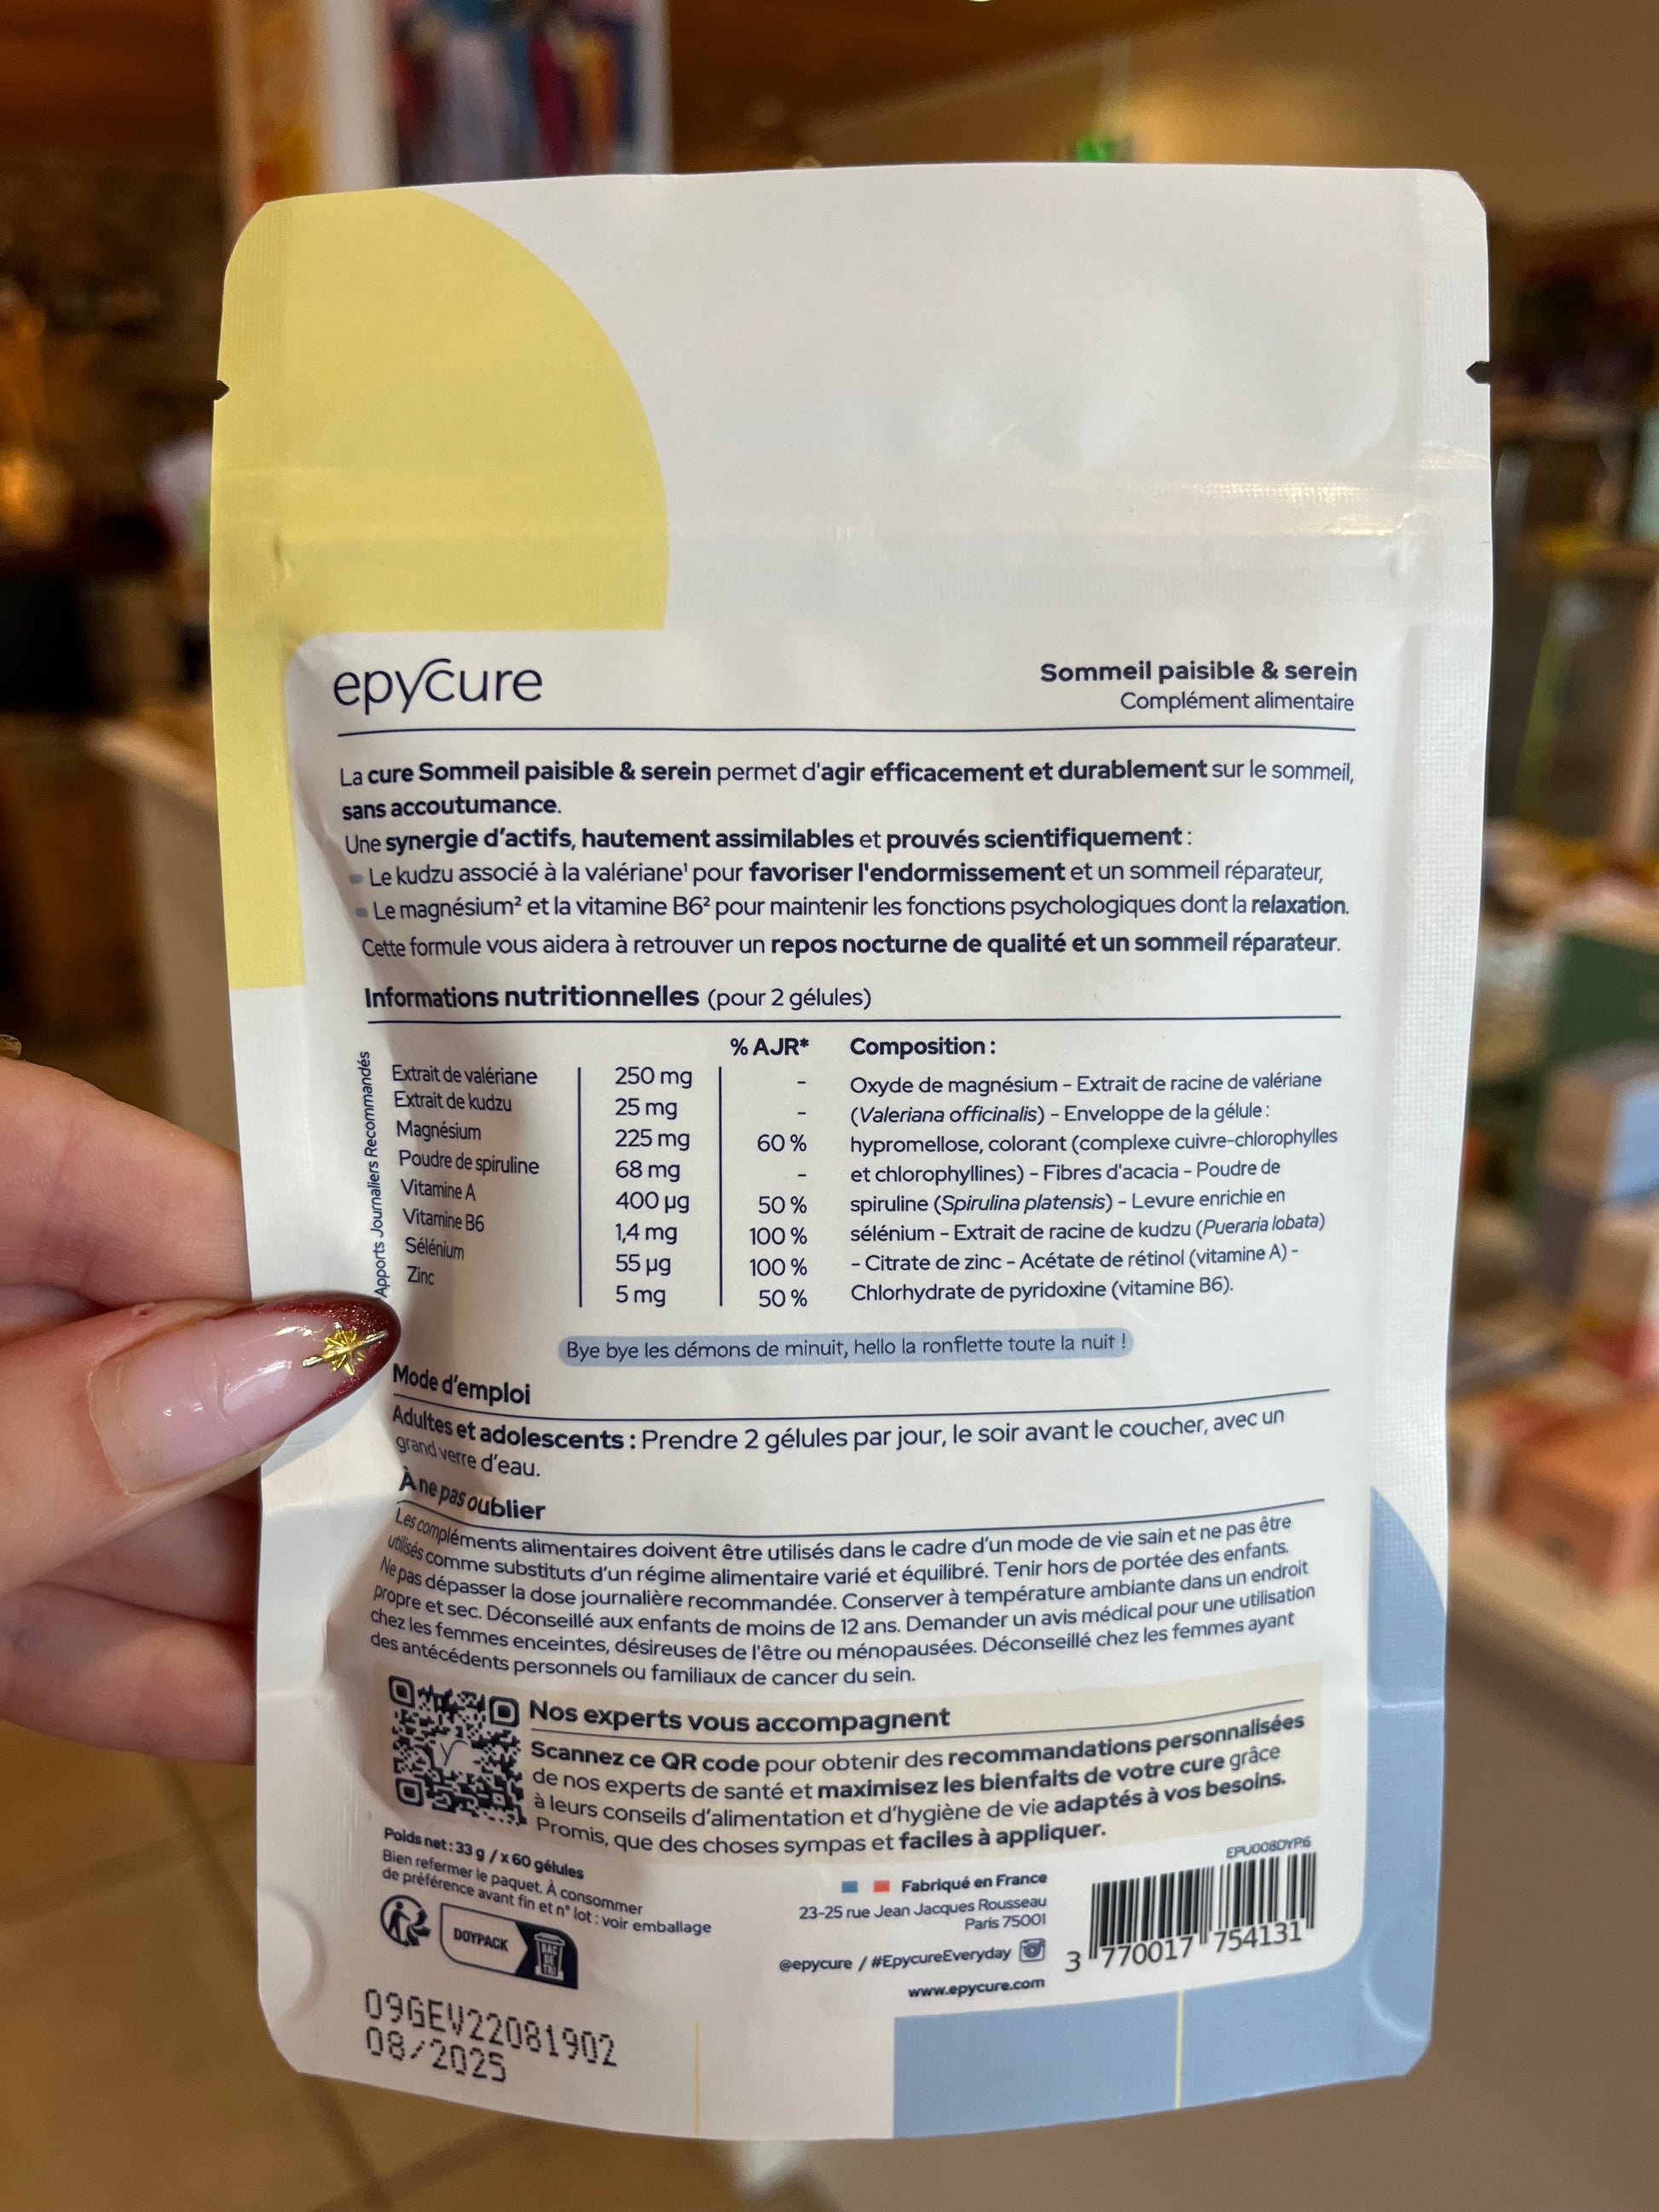 epycure
Sommeil paisible & serein
Complément alimentaire
La cure Sommeil paisible & serein permet d'agir efficacement et durablement sur le sommeil,
sans accoutumance.
Une synergie d'actifs, hautement assimilables et prouvés scientifiquement :
Le kudzu associé à la valériane¹ pour favoriser l'endormissement et un sommeil réparateur,
Le magnésium² et la vitamine B6² pour maintenir les fonctions psychologiques dont la relaxation.
Cette formule vous aidera à retrouver un repos nocturne de qualité et un sommeil réparateur.
Informations nutritionnelles (pour 2 gélules)
% AJR*
Extrait de valériane 250 mg -
Extrait de kudzu 25 mg -
Magnésium 225 mg 60 %
Poudre de spiruline 68 mg -
Vitamine A 400 µg 50 %
Vitamine B6 1,4 mg 100 %
Sélénium 55 µg 100 %
Zinc 5 mg 50 %
Apports Journaliers Recommandés
Composition :
Oxyde de magnésium - Extrait de racine de valériane
(Valeriana officinalis) - Enveloppe de la gélule :
hypromellose, colorant (complexe cuivre-chlorophylles
et chlorophyllines) - Fibres d'acacia - Poudre de
spiruline (Spirulina platensis) - Levure enrichie en
sélénium - Extrait de racine de kudzu (Pueraria lobata)
- Citrate de zinc - Acétate de rétinol (vitamine A) -
Chlorhydrate de pyridoxine (vitamine B6).
Bye bye les démons de minuit, hello la ronflette toute la nuit !
Mode d'emploi
Adultes et adolescents : Prendre 2 gélules par jour, le soir avant le coucher, avec un
grand verre d'eau.
À ne pas oublier
Les compléments alimentaires doivent être utilisés dans le cadre d'un mode de vie sain et ne pas être
utilisés comme substituts d'un régime alimentaire varié et équilibré. Tenir hors de portée des enfants.
Ne pas dépasser la dose journalière recommandée. Conserver à température ambiante dans un endroit
propre et sec. Déconseillé aux enfants de moins de 12 ans. Demander un avis médical pour une utilisation
chez les femmes enceintes, désireuses de l'être ou ménopausées. Déconseillé chez les femmes ayant
des antécédents personnels ou familiaux de cancer du sein.
Nos experts vous accompagnent
Scannez ce QR code pour obtenir des recommandations personnalisées
de nos experts de santé et maximisez les bienfaits de votre cure grâce
à leurs conseils d'alimentation et d'hygiène de vie adaptés à vos besoins.
Promis, que des choses sympas et faciles à appliquer.
Poids net : 33 g / x 60 gélules
Bien refermer le paquet. À consommer
de préférence avant fin et n° lot : voir emballage
DOYPACK
BAC
DE
TRI
Fabriqué en France
23-25 rue Jean Jacques Rousseau
Paris 75001
@epycure / #EpycureEveryday
www.epycure.com
EPU008DYP6
3 770017 754131
09GEV22081902
08/2025